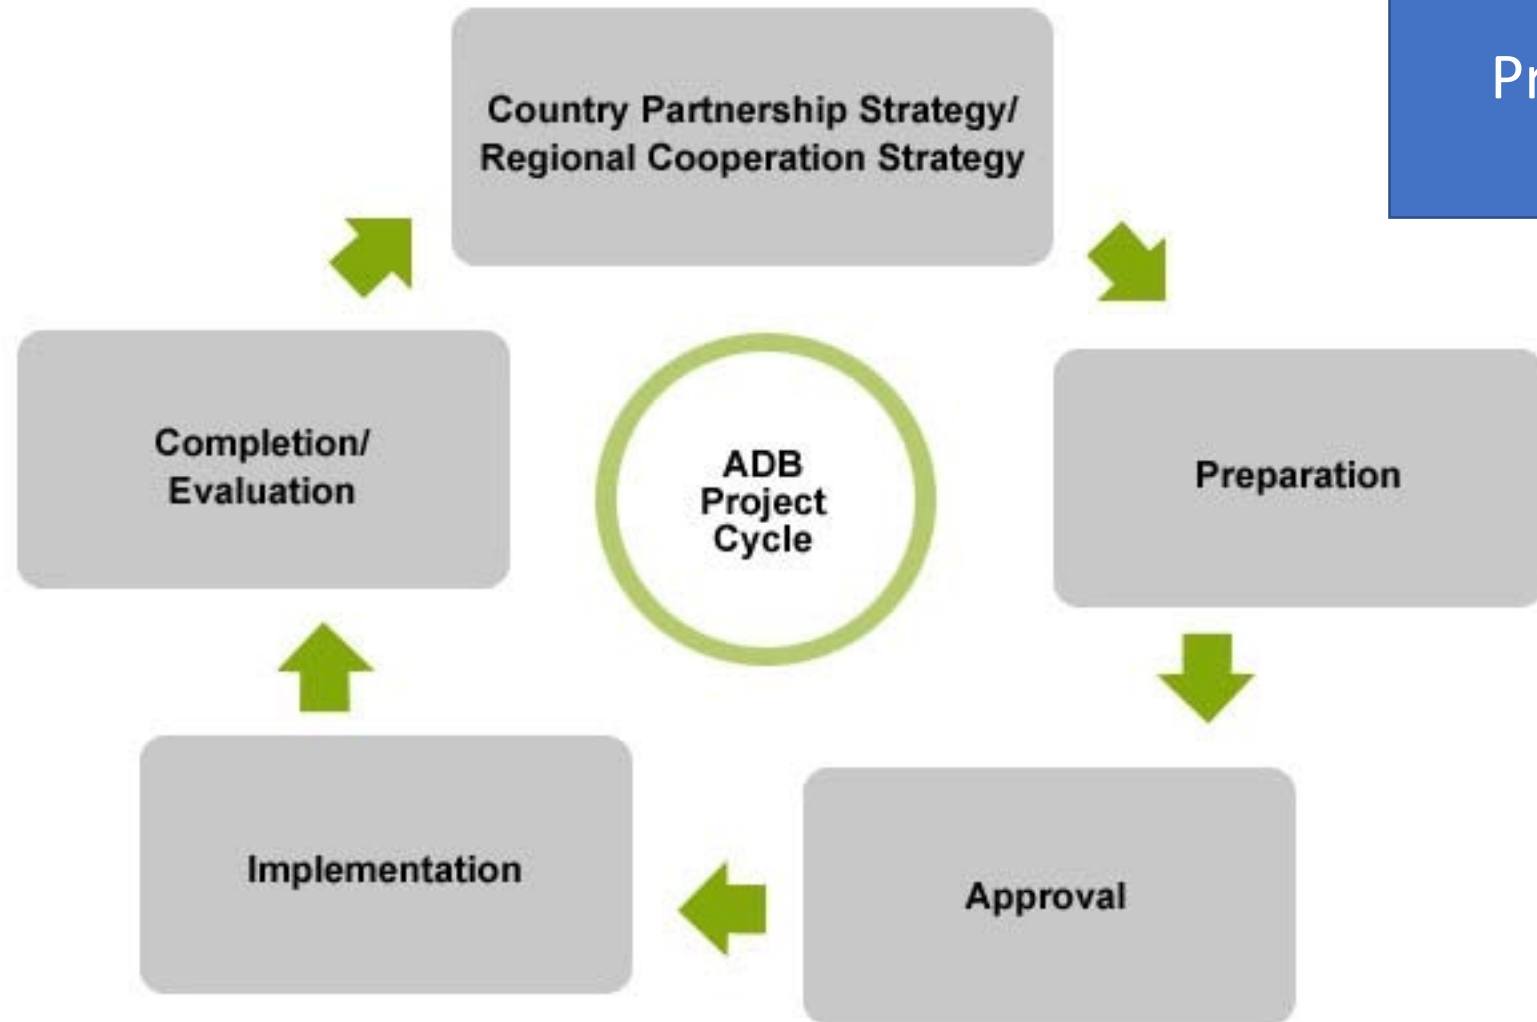 Country Partnership Strategy/
Regional Cooperation Strategy
Completion/
Evaluation
ADB
Project
Cycle
Preparation
Implementation
Approval